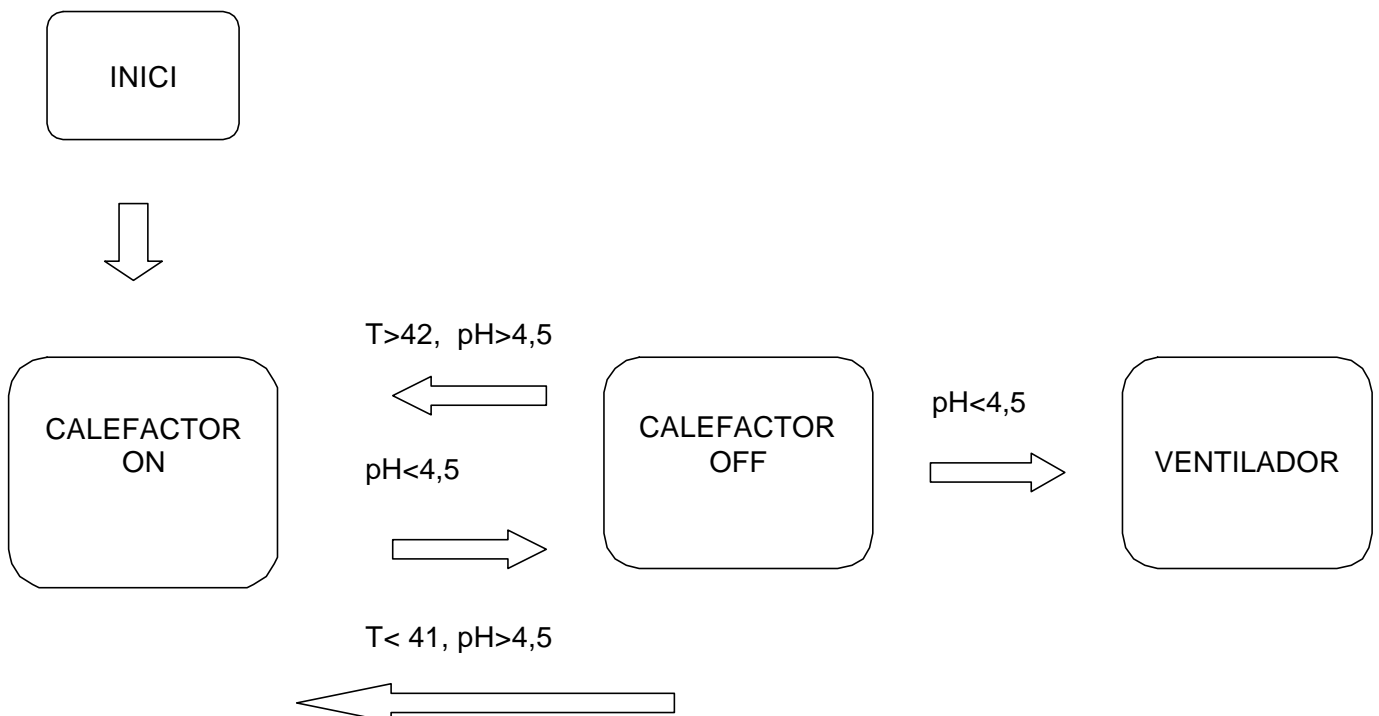 INICI
T>42, pH>4,5
CALEFACTOR
ON
pH<4,5
CALEFACTOR
OFF
pH<4,5
VENTILADOR
T< 41, pH>4,5